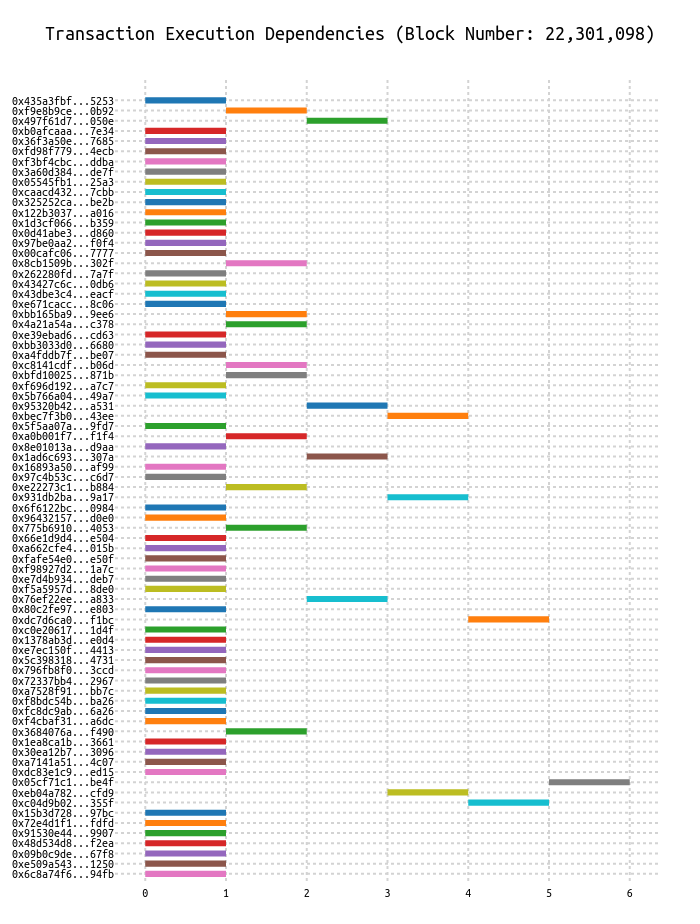 Transaction Execution Dependencies (Block Number: 22,301,098)
0x435a3fbf...5253
0xf9e8b9ce...0b92
0x497f61d7...050e
0xb0afcaaa...7e34
0x36f3a50e...7685
0xfd98f779...4ecb
0xf3bf4cbc...ddba
0x3a60d384...de7f
0x05545fb1...25a3
0xcaacd432...7cbb
0x325252ca...be2b
0x122b3037...a016
0x1d3cf066...b359
0x0d41abe3...d860
0x97be0aa2...f0f4
0x00cafc06...7777
0x8cb1509b...302f
0x262280fd...7a7f
0x43427c6c...0db6
0x43dbe3c4...eacf
0xe671cacc...8c06
0xbb165ba9...9ee6
0x4a21a54a...c378
0xe39ebad6...cd63
0xbb3033d0...6680
0xa4fddb7f...be07
0xc8141cdf...b06d
0xbfd10025...871b
0xf696d192...a7c7
0x5b766a04...49a7
0x95320b42...a531
0xbec7f3b0...43ee
0x5f5aa07a...9fd7
0xa0b001f7...f1f4
0x8e01013a...d9aa
0x1ad6c693...307a
0x16893a50...af99
0x97c4b53c...c6d7
0xe22273c1...b884
0x931db2ba...9a17
0x6f6122bc...0984
0x96432157...d0e0
0x775b6910...4053
0x66e1d9d4...e504
0xa662cfe4...015b
0xfafe54e0...e50f
0xf98927d2...1a7c
0xe7d4b934...deb7
0xf5a5957d...8de0
0x76ef22ee...a833
0x80c2fe97...e803
0xdc7d6ca0...f1bc
0xc0e20617...1d4f
0x1378ab3d...e0d4
0xe7ec150f...4413
0x5c398318...4731
0x796fb8f0...3ccd
0x72337bb4...2967
0xa7528f91...bb7c
0xf8bdc54b...ba26
0xfc8dc9ab...6a26
0xf4cbaf31...a6dc
0x3684076a...f490
0x1ea8ca1b...3661
0x30ea12b7...3096
0xa7141a51...4c07
0xdc83e1c9...ed15
0x05cf71c1...be4f
0xeb04a782...cfd9
0xc04d9b02...355f
0x15b3d728...97bc
0x72e4d1f1...fdfd
0x91530e44...9907
0x48d534d8...f2ea
0x09b0c9de...67f8
0xe509a543...1250
0x6c8a74f6...94fb
0 1 2 3 4 5 6